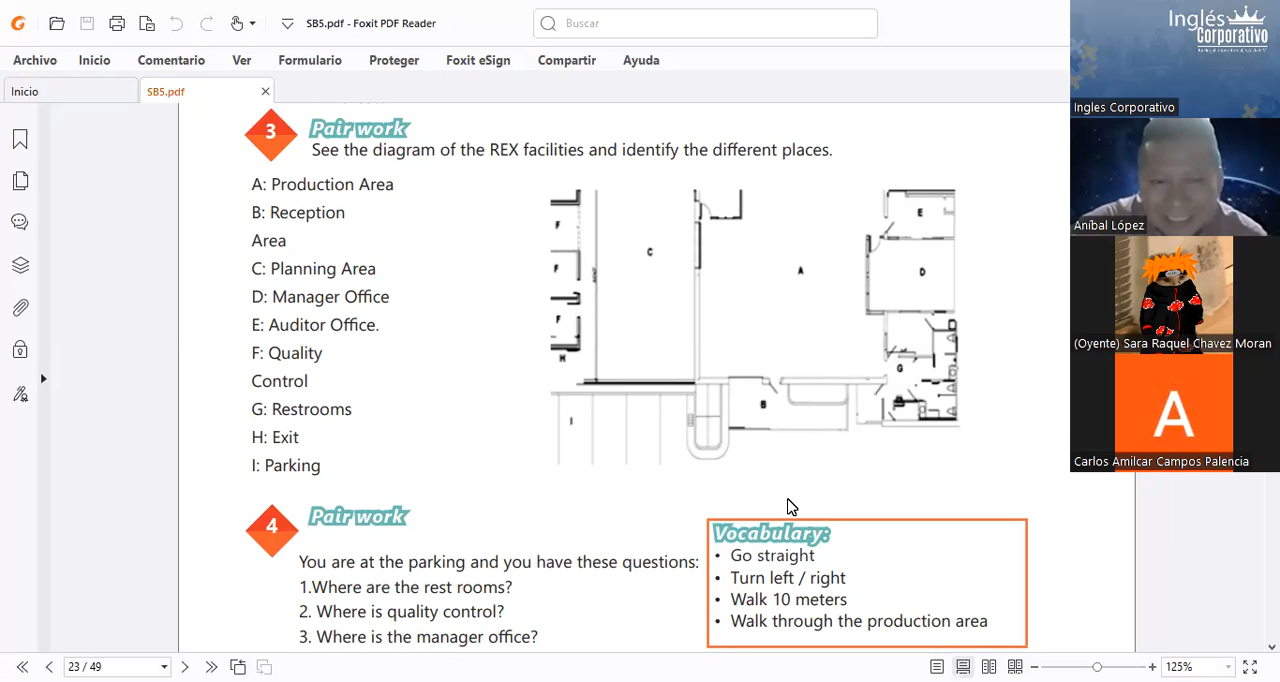 SB5.pdf - Foxit PDF Reader
Buscar
Archivo
Inicio
Comentario
Ver
Formulario
Proteger
Foxit eSign
Compartir
Ayuda
Inicio
SB5.pdf
3
Pair work
See the diagram of the REX facilities and identify the different places.
A: Production Area
B: Reception
Area
C: Planning Area
D: Manager Office
E: Auditor Office.
F: Quality
Control
G: Restrooms
H: Exit
I: Parking
F
F
F
H
C
A
E
D
G
B
I
4
Pair work
You are at the parking and you have these questions:
1.Where are the rest rooms?
2. Where is quality control?
3. Where is the manager office?
Vocabulary:
• Go straight
• Turn left / right
• Walk 10 meters
• Walk through the production area
23 / 49
125%
Inglés
Corporativo
Ingles Corporativo
Aníbal López
(Oyente) Sara Raquel Chavez Moran
A
Carlos Amilcar Campos Palencia